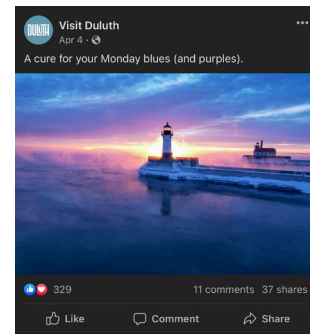 DULUTH
Visit Duluth
Apr 4 ·
A cure for your Monday blues (and purples).
329
11 comments 37 shares
Like
Comment
Share